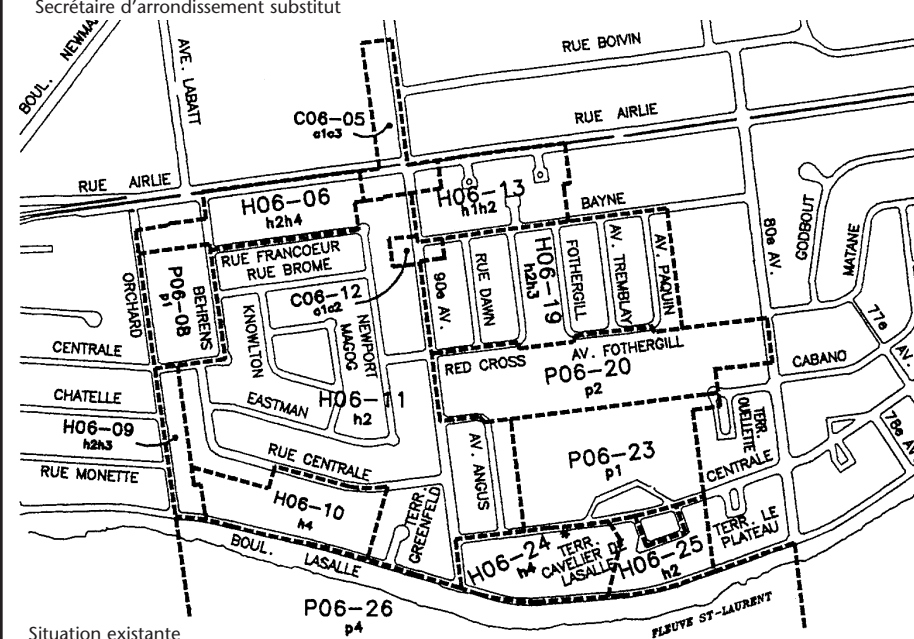 Secrétaire d'arrondissement substitut
BOUL. NEWMA
AVE. LABATT
RUE BOIVIN
C06-05
a1c3
RUE AIRLIE
RUE AIRLIE
H06-06
h2h4
H06-13
h1h2
BAYNE
80e AV.
GODBOUT
MATANE
ORCHARD
P06-08
p1
BEHRENS
RUE FRANCOEUR
RUE BROME
C06-12
a1a2
KNOWLTON
MAGOG
NEWPORT
90e AV.
RUE DAWN
H06-19
h2h3
FOTHERGILL
AV. TREMBLAY
AV. PAQUIN
77e
CENTRALE
RED CROSS
AV. FOTHERGILL
CABANO
P06-20
p2
CHATELLE
EASTMAN
H06-11
h2
H06-09
h2h3
TERR. OUELLETTE
78e AV.
RUE MONETTE
RUE CENTRALE
AV. ANGUS
P06-23
p1
CENTRALE
H06-10
h4
TERR. GREENFELD
TERR. LE
PLATEAU
BOUL. LASALLE
H06-24
h4
TERR.
CAVELIER DE
LASALLE
H06-25
h2
P06-26
p4
FLEUVE ST-LAURENT
Situation existante